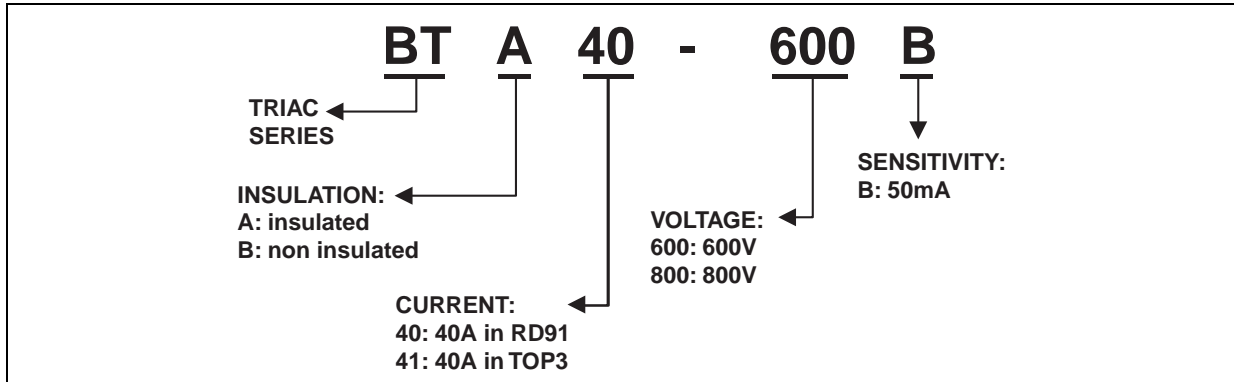 BT A 40 - 600 B
TRIAC
SERIES
INSULATION:
A: insulated
B: non insulated
CURRENT:
40: 40A in RD91
41: 40A in TOP3
VOLTAGE:
600: 600V
800: 800V
SENSITIVITY:
B: 50mA